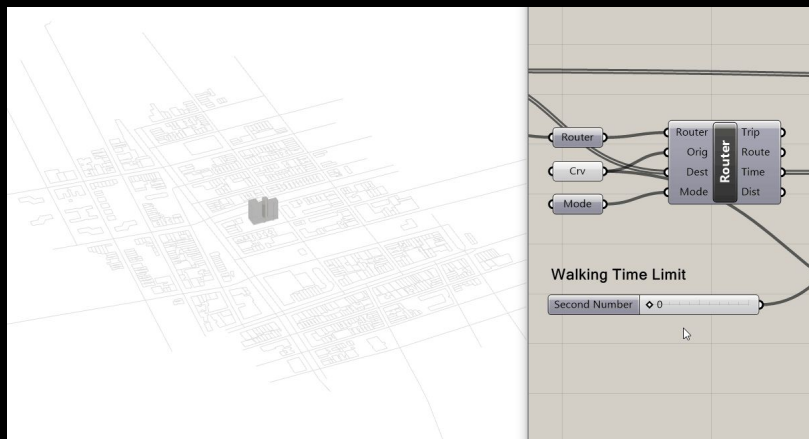 Router
Crv
Mode
Router
Orig
Dest
Mode
Router
Trip
Route
Time
Dist
Walking Time Limit
Second Number
0